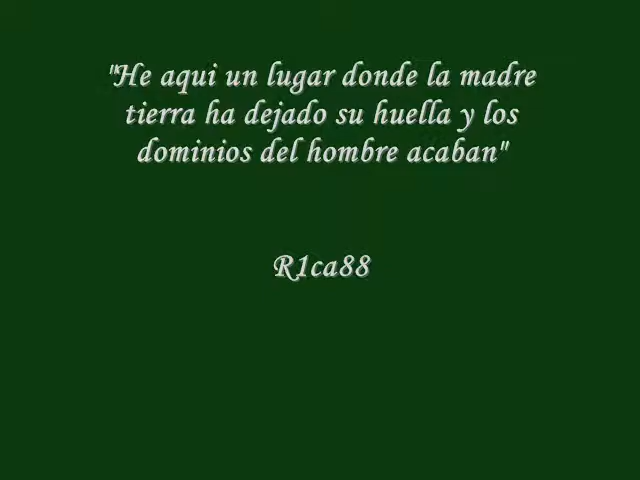 "He aqui un lugar donde la madre
tierra ha dejado su huella y los
dominios del hombre acaban"
R1ca88